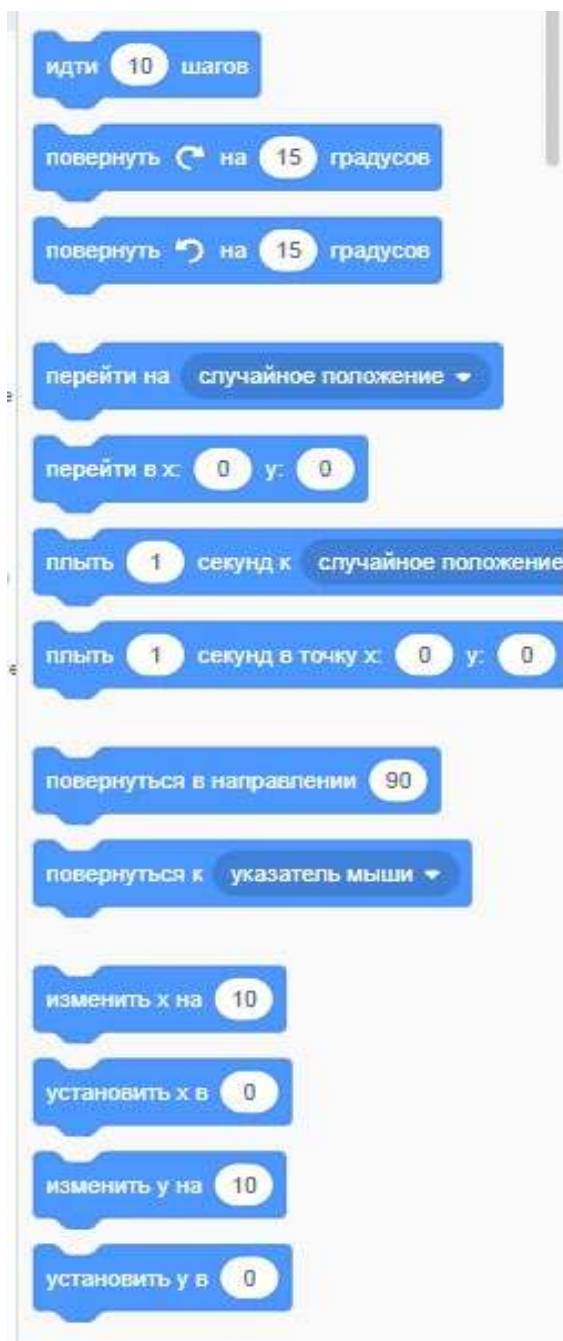 идти 10 шагов
повернуть на 15 градусов
повернуть на 15 градусов
перейти на случайное положение
перейти в x: 0 y: 0
плыть 1 секунд к случайное положение
плыть 1 секунд в точку x: 0 y: 0
повернуться в направлении 90
повернуться к указатель мыши
изменить x на 10
установить x в 0
изменить y на 10
установить y в 0